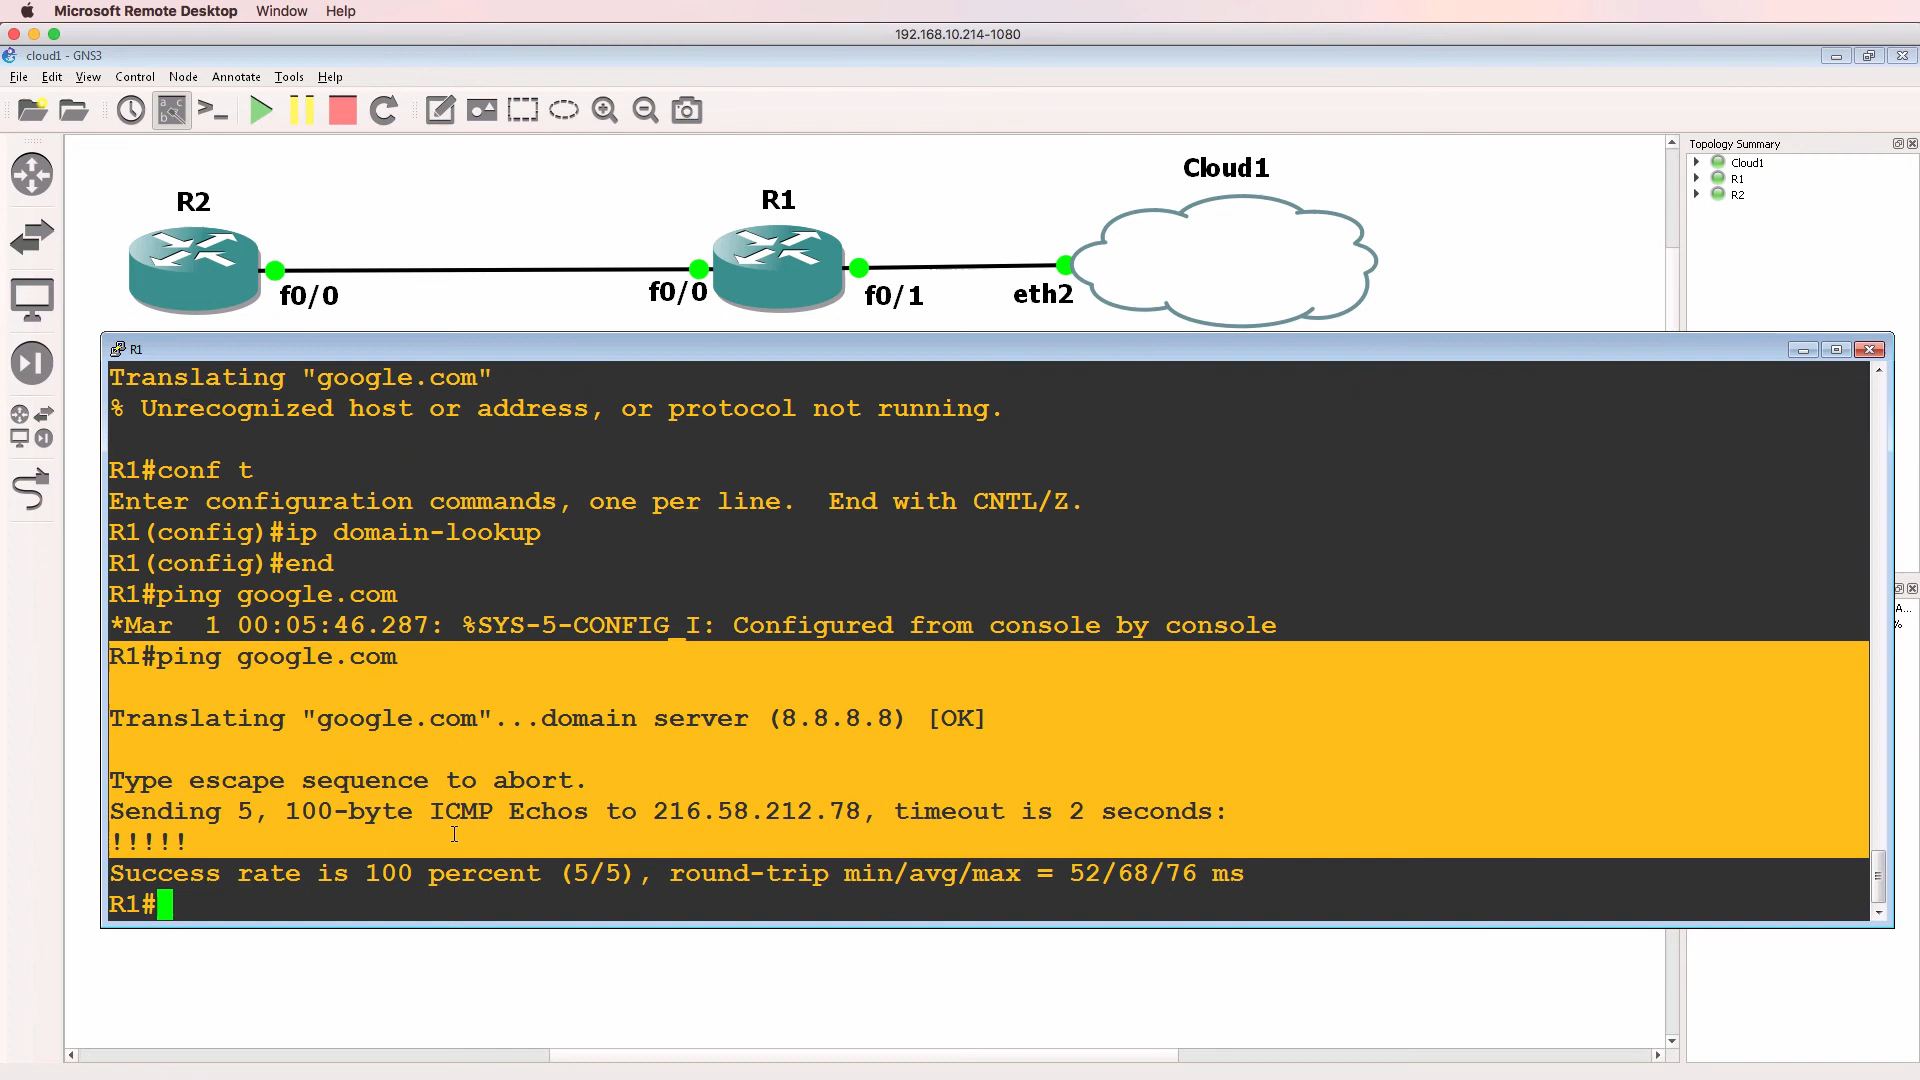 Microsoft Remote Desktop Window Help
192.168.10.214-1080
cloud1 - GNS3
File Edit View Control Node Annotate Tools Help
Topology Summary
Cloud1
R1
R2
Cloud1
R2
R1
f0/0
f0/0
f0/1
eth2
R1
Translating "google.com"
% Unrecognized host or address, or protocol not running.
R1#conf t
Enter configuration commands, one per line. End with CNTL/Z.
R1(config)#ip domain-lookup
R1(config)#end
R1#ping google.com
*Mar 1 00:05:46.287: %SYS-5-CONFIG_I: Configured from console by console
R1#ping google.com
Translating "google.com"...domain server (8.8.8.8) [OK]
Type escape sequence to abort.
Sending 5, 100-byte ICMP Echos to 216.58.212.78, timeout is 2 seconds:
!!!!!
Success rate is 100 percent (5/5), round-trip min/avg/max = 52/68/76 ms
R1#
A...
%